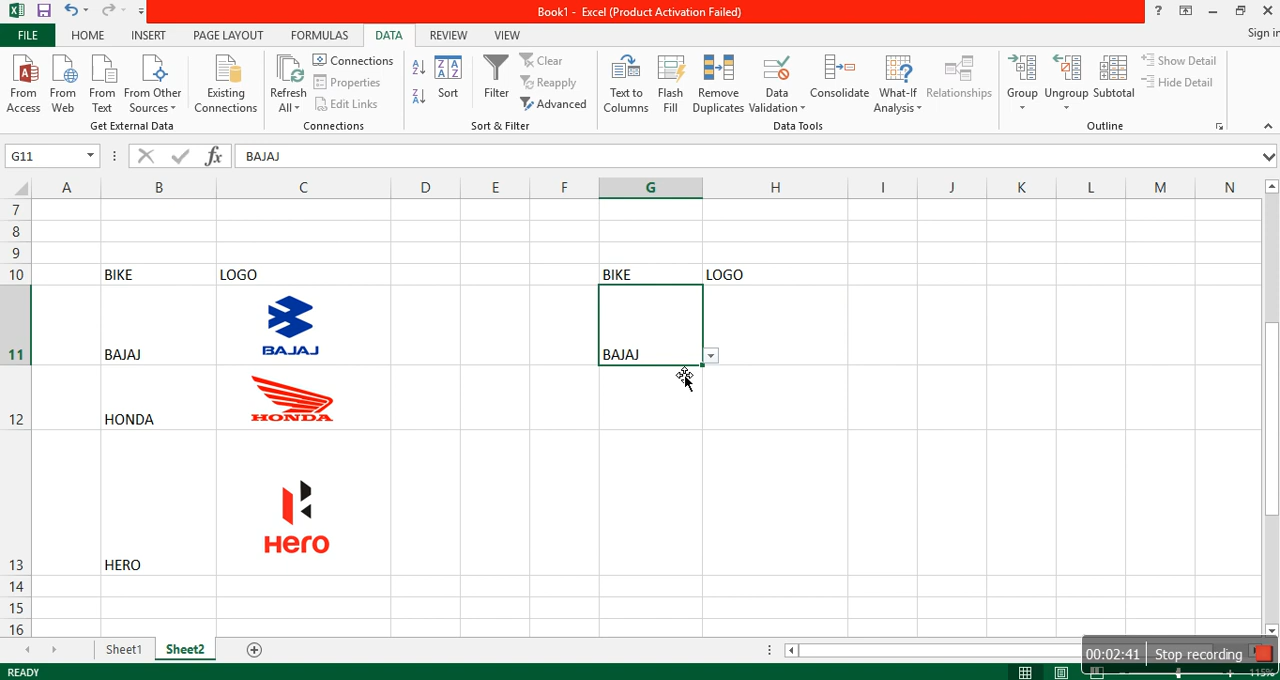 Book1 - Excel (Product Activation Failed)
?
FILE HOME INSERT PAGE LAYOUT FORMULAS DATA REVIEW VIEW Sign in
From Access
From Web
From Text
From Other Sources
Existing Connections
Get External Data
Refresh All
Connections
Properties
Edit Links
Connections
Sort
Filter
Clear
Reapply
Advanced
Sort & Filter
Text to Columns
Flash Fill
Remove Duplicates
Data Validation
Consolidate
What-If Analysis
Relationships
Data Tools
Group
Ungroup
Subtotal
Show Detail
Hide Detail
Outline
G11 fx BAJAJ
A B C D E F G H I J K L M N
7
8
9
10 BIKE LOGO BIKE LOGO
BAJAJ
11 BAJAJ BAJAJ
HONDA
12 HONDA
Hero
13 HERO
14
15
16
Sheet1 Sheet2
00:02:41 Stop recording
READY 115%